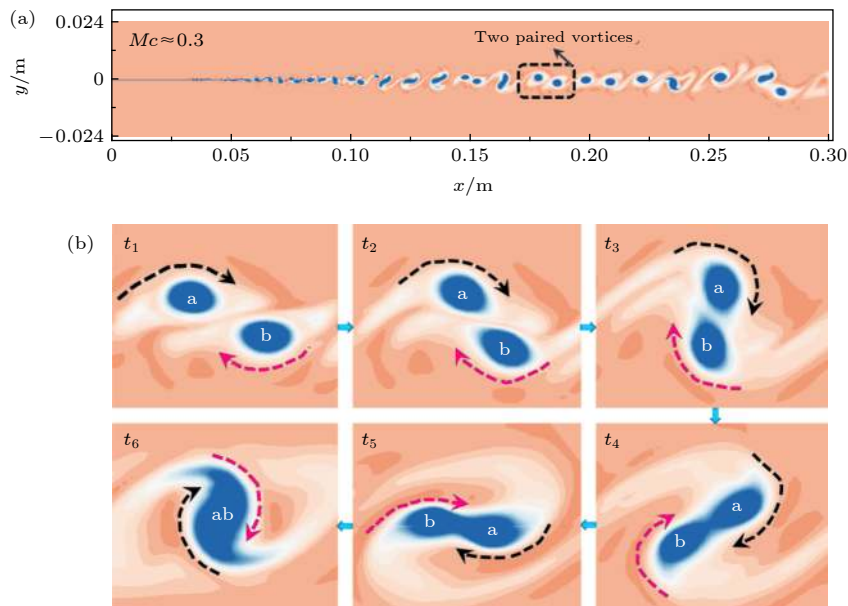 (a)
0.024
0
−0.024
y/m
Mc≈0.3
Two paired vortices
0
0.05
0.10
0.15
0.20
0.25
0.30
x/m
(b)
t1
a
b
t2
a
b
t3
a
b
t6
ab
t5
b
a
t4
a
b